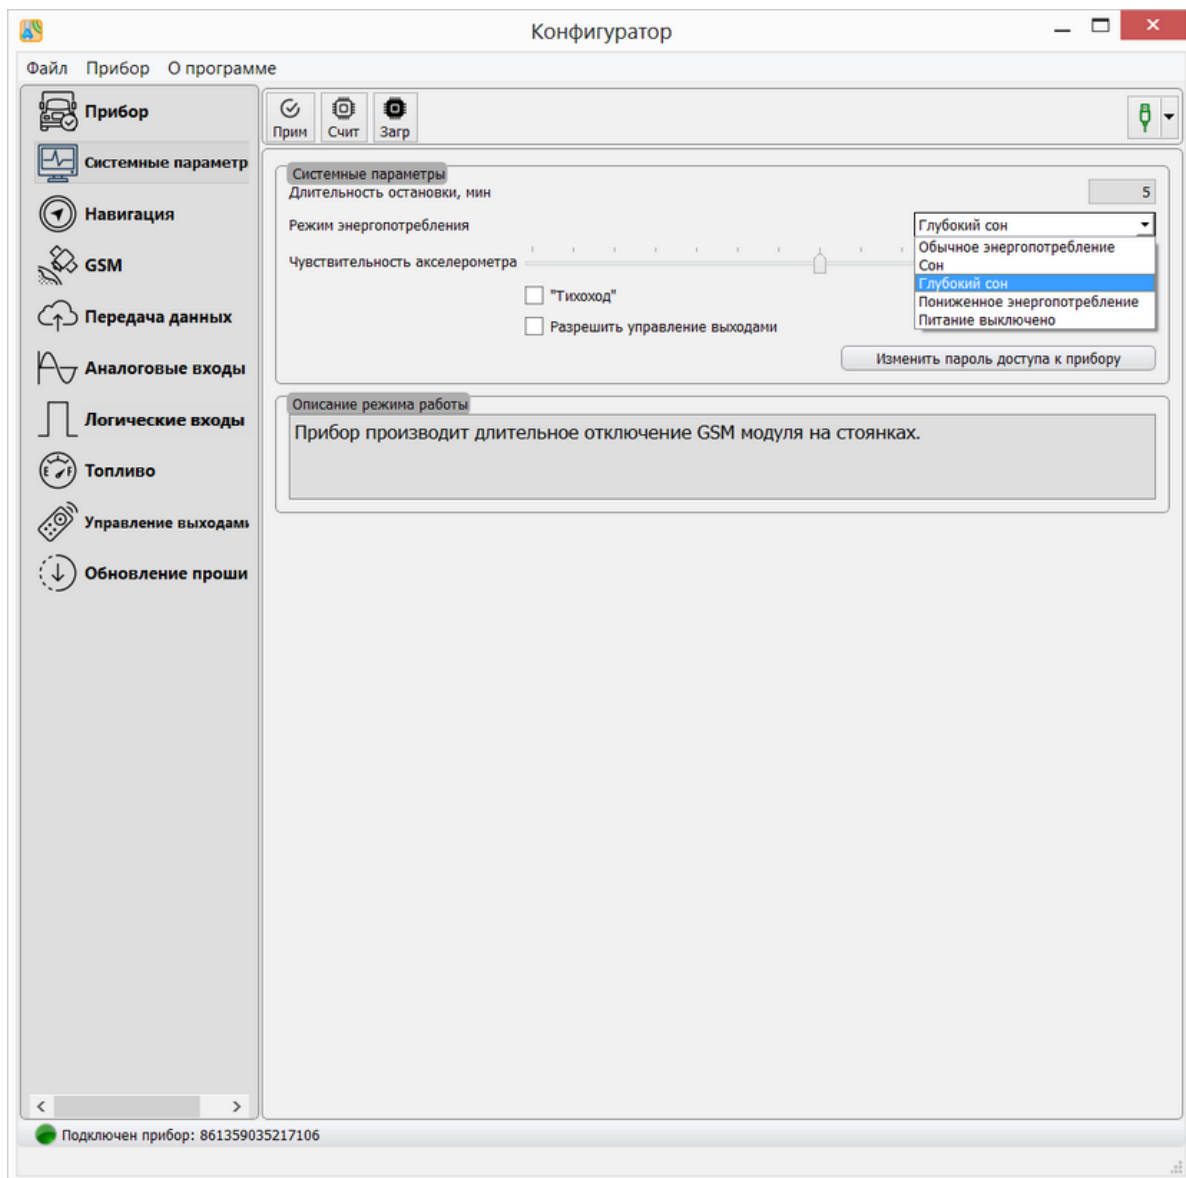 Конфигуратор
Файл Прибор О программе
Прибор
Системные параметр
Навигация
GSM
Передача данных
Аналоговые входы
Логические входы
Топливо
Управление выходами
Обновление проши
Прим Счит Загр
Системные параметры
Длительность остановки, мин 5
Режим энергопотребления Глубокий сон
Обычное энергопотребление
Сон
Глубокий сон
Пониженное энергопотребление
Питание выключено
Чувствительность акселерометра
"Тихоход"
Разрешить управление выходами
Изменить пароль доступа к прибору
Описание режима работы
Прибор производит длительное отключение GSM модуля на стоянках.
Подключен прибор: 861359035217106